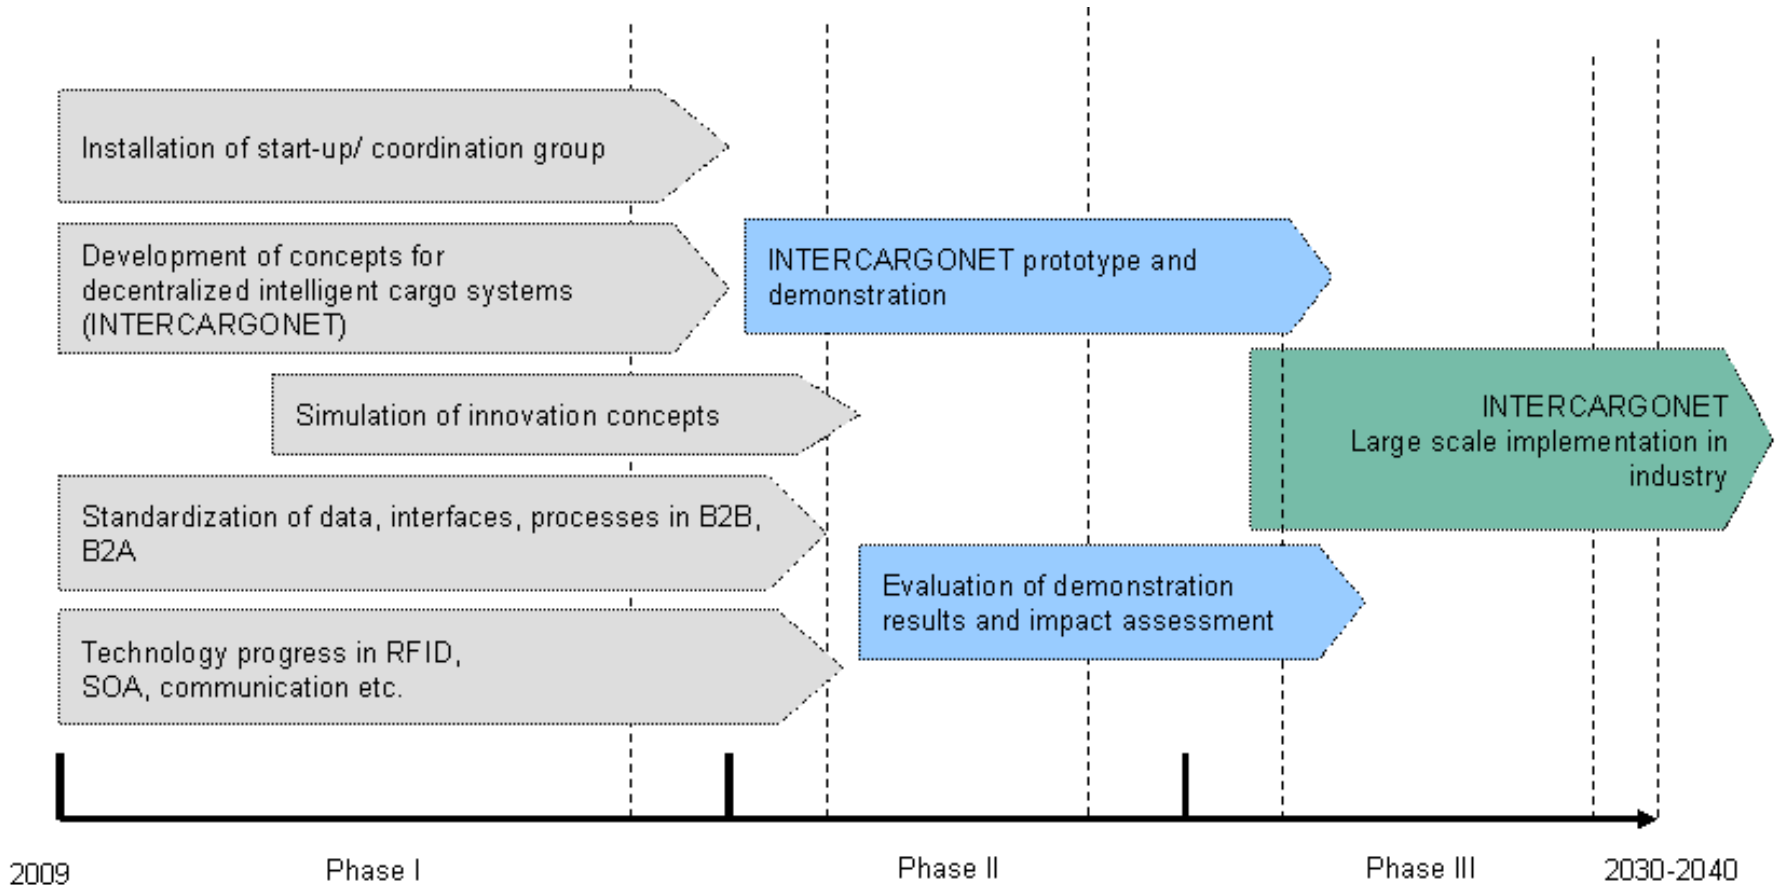 Installation of start-up/ coordination group
Development of concepts for
decentralized intelligent cargo systems
(INTERCARGONET)
INTERCARGONET prototype and
demonstration
Simulation of innovation concepts
INTERCARGONET
Large scale implementation in
industry
Standardization of data, interfaces, processes in B2B,
B2A
Evaluation of demonstration
results and impact assessment
Technology progress in RFID,
SOA, communication etc.
2009
Phase I
Phase II
Phase III
2030-2040